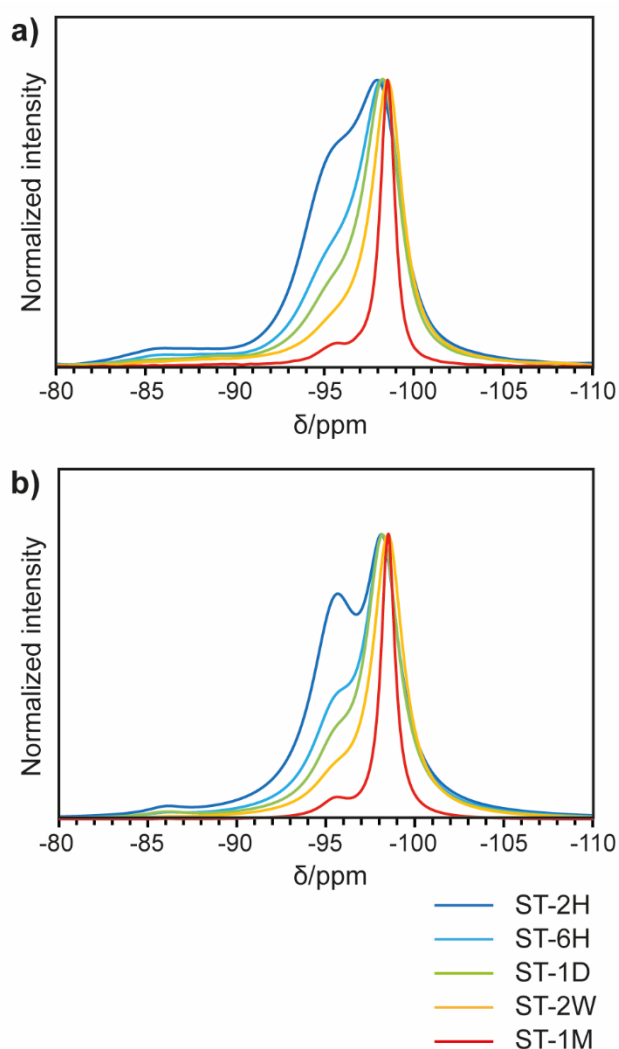 a)
Normalized intensity
-80 -85 -90 -95 -100 -105 -110
δ/ppm
b)
Normalized intensity
-80 -85 -90 -95 -100 -105 -110
δ/ppm
ST-2H
ST-6H
ST-1D
ST-2W
ST-1M